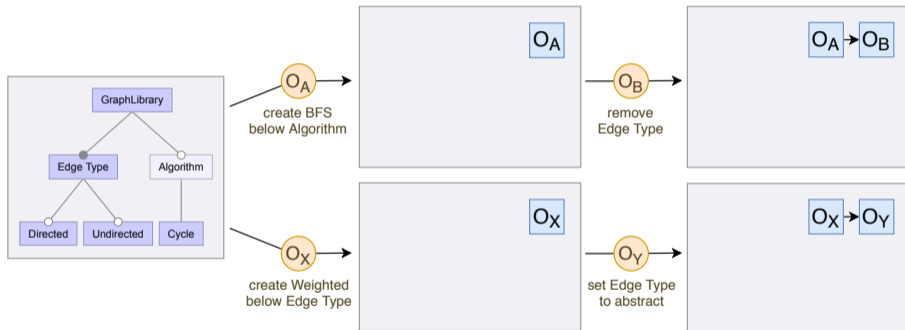 GraphLibrary
Edge Type
Algorithm
Directed
Undirected
Cycle
OA
create BFS
below Algorithm
OA
OB
remove
Edge Type
OA
OB
OX
create Weighted
below Edge Type
OX
OY
set Edge Type
to abstract
OX
OY